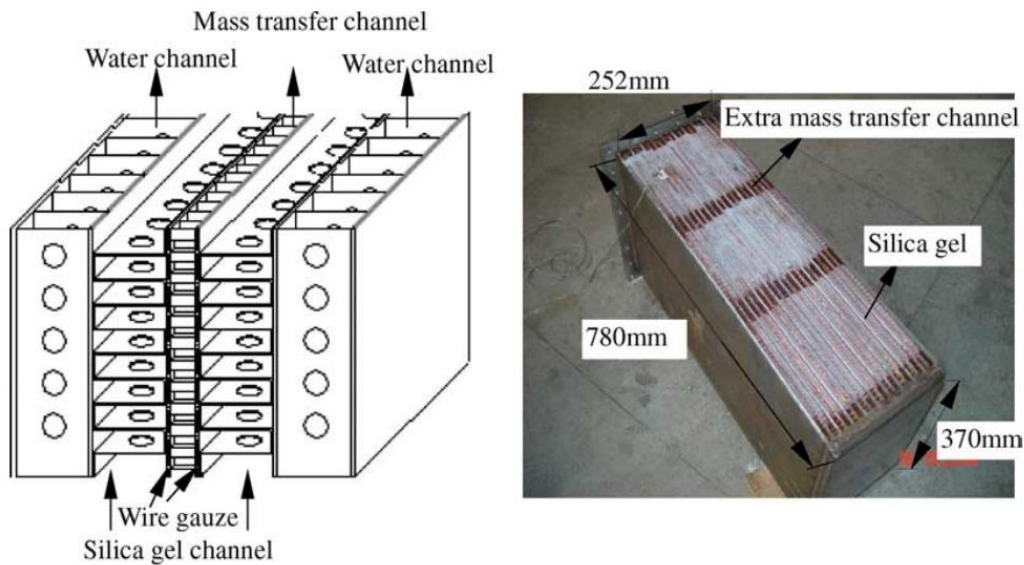 Mass transfer channel
Water channel
Water channel
Wire gauze
Silica gel channel
252mm
Extra mass transfer channel
Silica gel
780mm
370mm